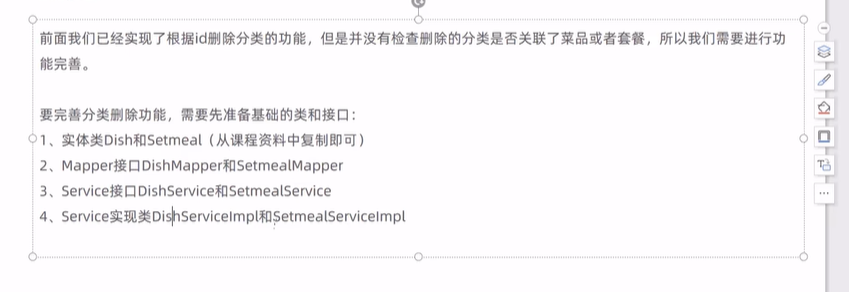 前面我们已经实现了根据id删除分类的功能，但是并没有检查删除的分类是否关联了菜品或者套餐，所以我们需要进行功
能完善。
要完善分类删除功能，需要先准备基础的类和接口：
1、实体类Dish和Setmeal（从课程资料中复制即可）
2、Mapper接口DishMapper和SetmealMapper
3、Service接口DishService和SetmealService
4、Service实现类DishServiceImpl和SetmealServiceImpl